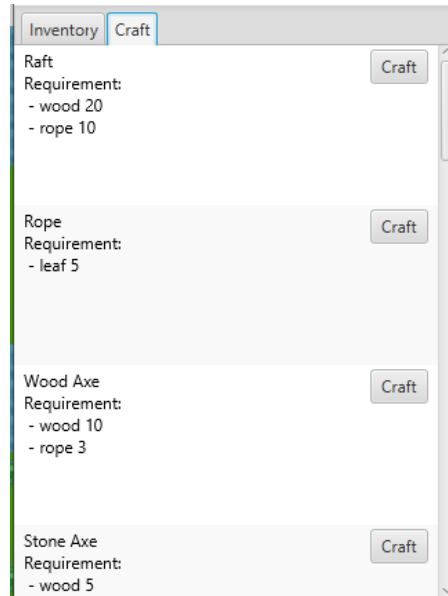 Inventory Craft
Raft Craft
Requirement:
- wood 20
- rope 10
Rope Craft
Requirement:
- leaf 5
Wood Axe Craft
Requirement:
- wood 10
- rope 3
Stone Axe Craft
Requirement:
- wood 5